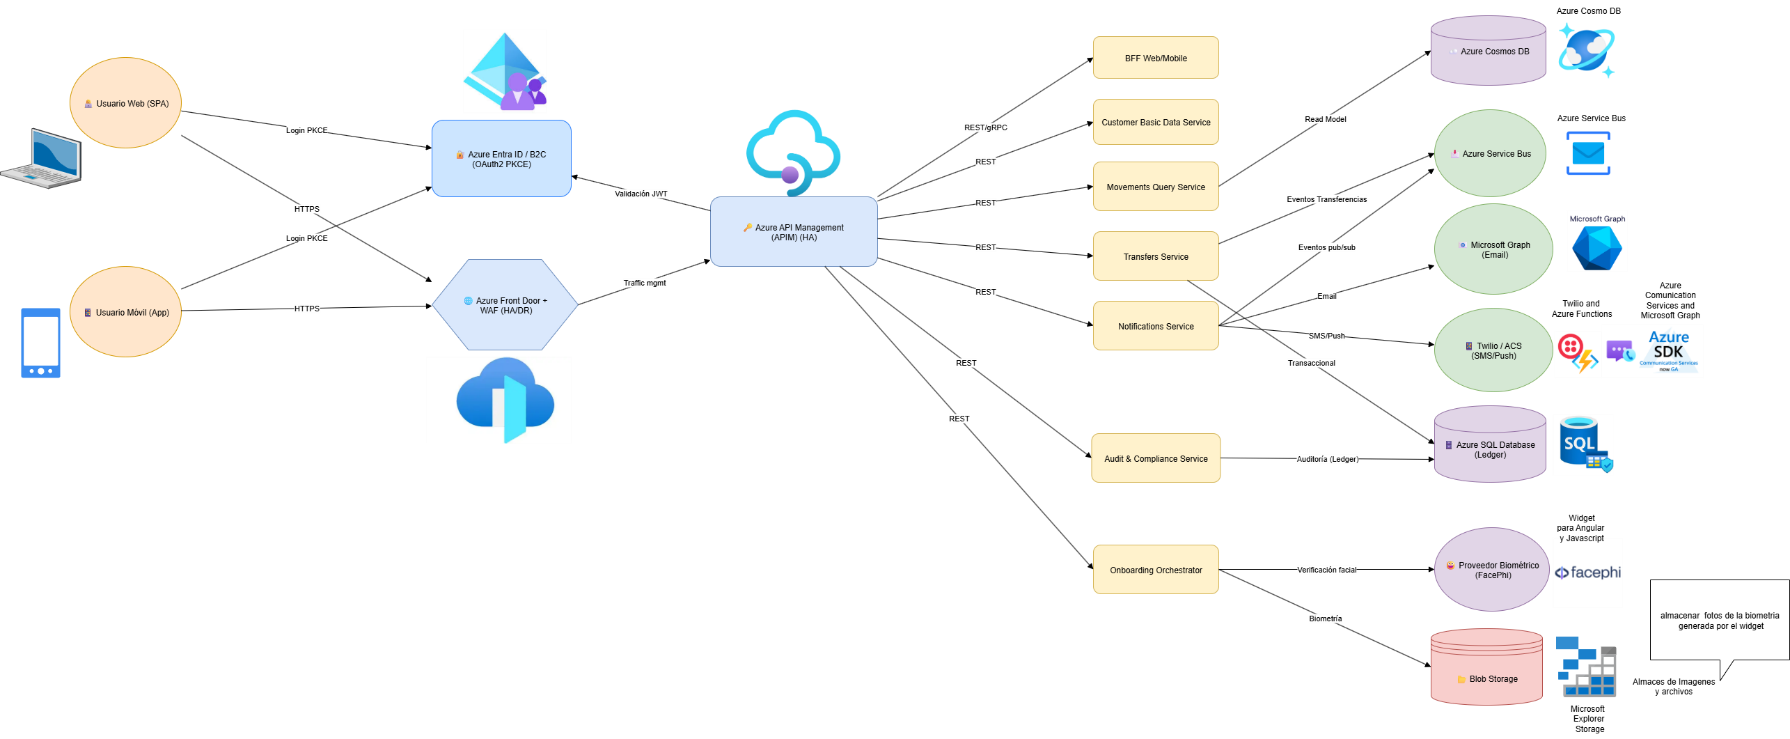 Usuario Web (SPA)
Login PKCE
HTTPS
Login PKCE
Usuario Móvil (App)
HTTPS
Azure Entra ID / B2C
(OAuth2 PKCE)
Azure Front Door +
WAF (HA/DR)
Validación JWT
Traffic mgmt
Azure API Management
(APIM) (HA)
REST/gRPC
REST
REST
REST
REST
REST
REST
BFF Web/Mobile
Customer Basic Data Service
Movements Query Service
Transfers Service
Notifications Service
Audit & Compliance Service
Onboarding Orchestrator
Read Model
Eventos Transferencias
Eventos pub/sub
Email
SMS/Push
Transaccional
Auditoría (Ledger)
Verificación facial
Biometría
Azure Cosmo DB
Azure Cosmos DB
Azure Service Bus
Azure Service Bus
Microsoft Graph
Microsoft Graph
(Email)
Azure
Comunication
Services and
Microsoft Graph
Twilio and
Azure Functions
Twilio / ACS
(SMS/Push)
Azure
SDK
Communication Services
now GA
Azure SQL Database
(Ledger)
SQL
Widget
para Angular
y Javascript
Proveedor Biométrico
(FacePhi)
facephi
almacenar fotos de la biometria
generada por el widget
Blob Storage
Almaces de Imagenes
y archivos
Microsoft
Explorer
Storage